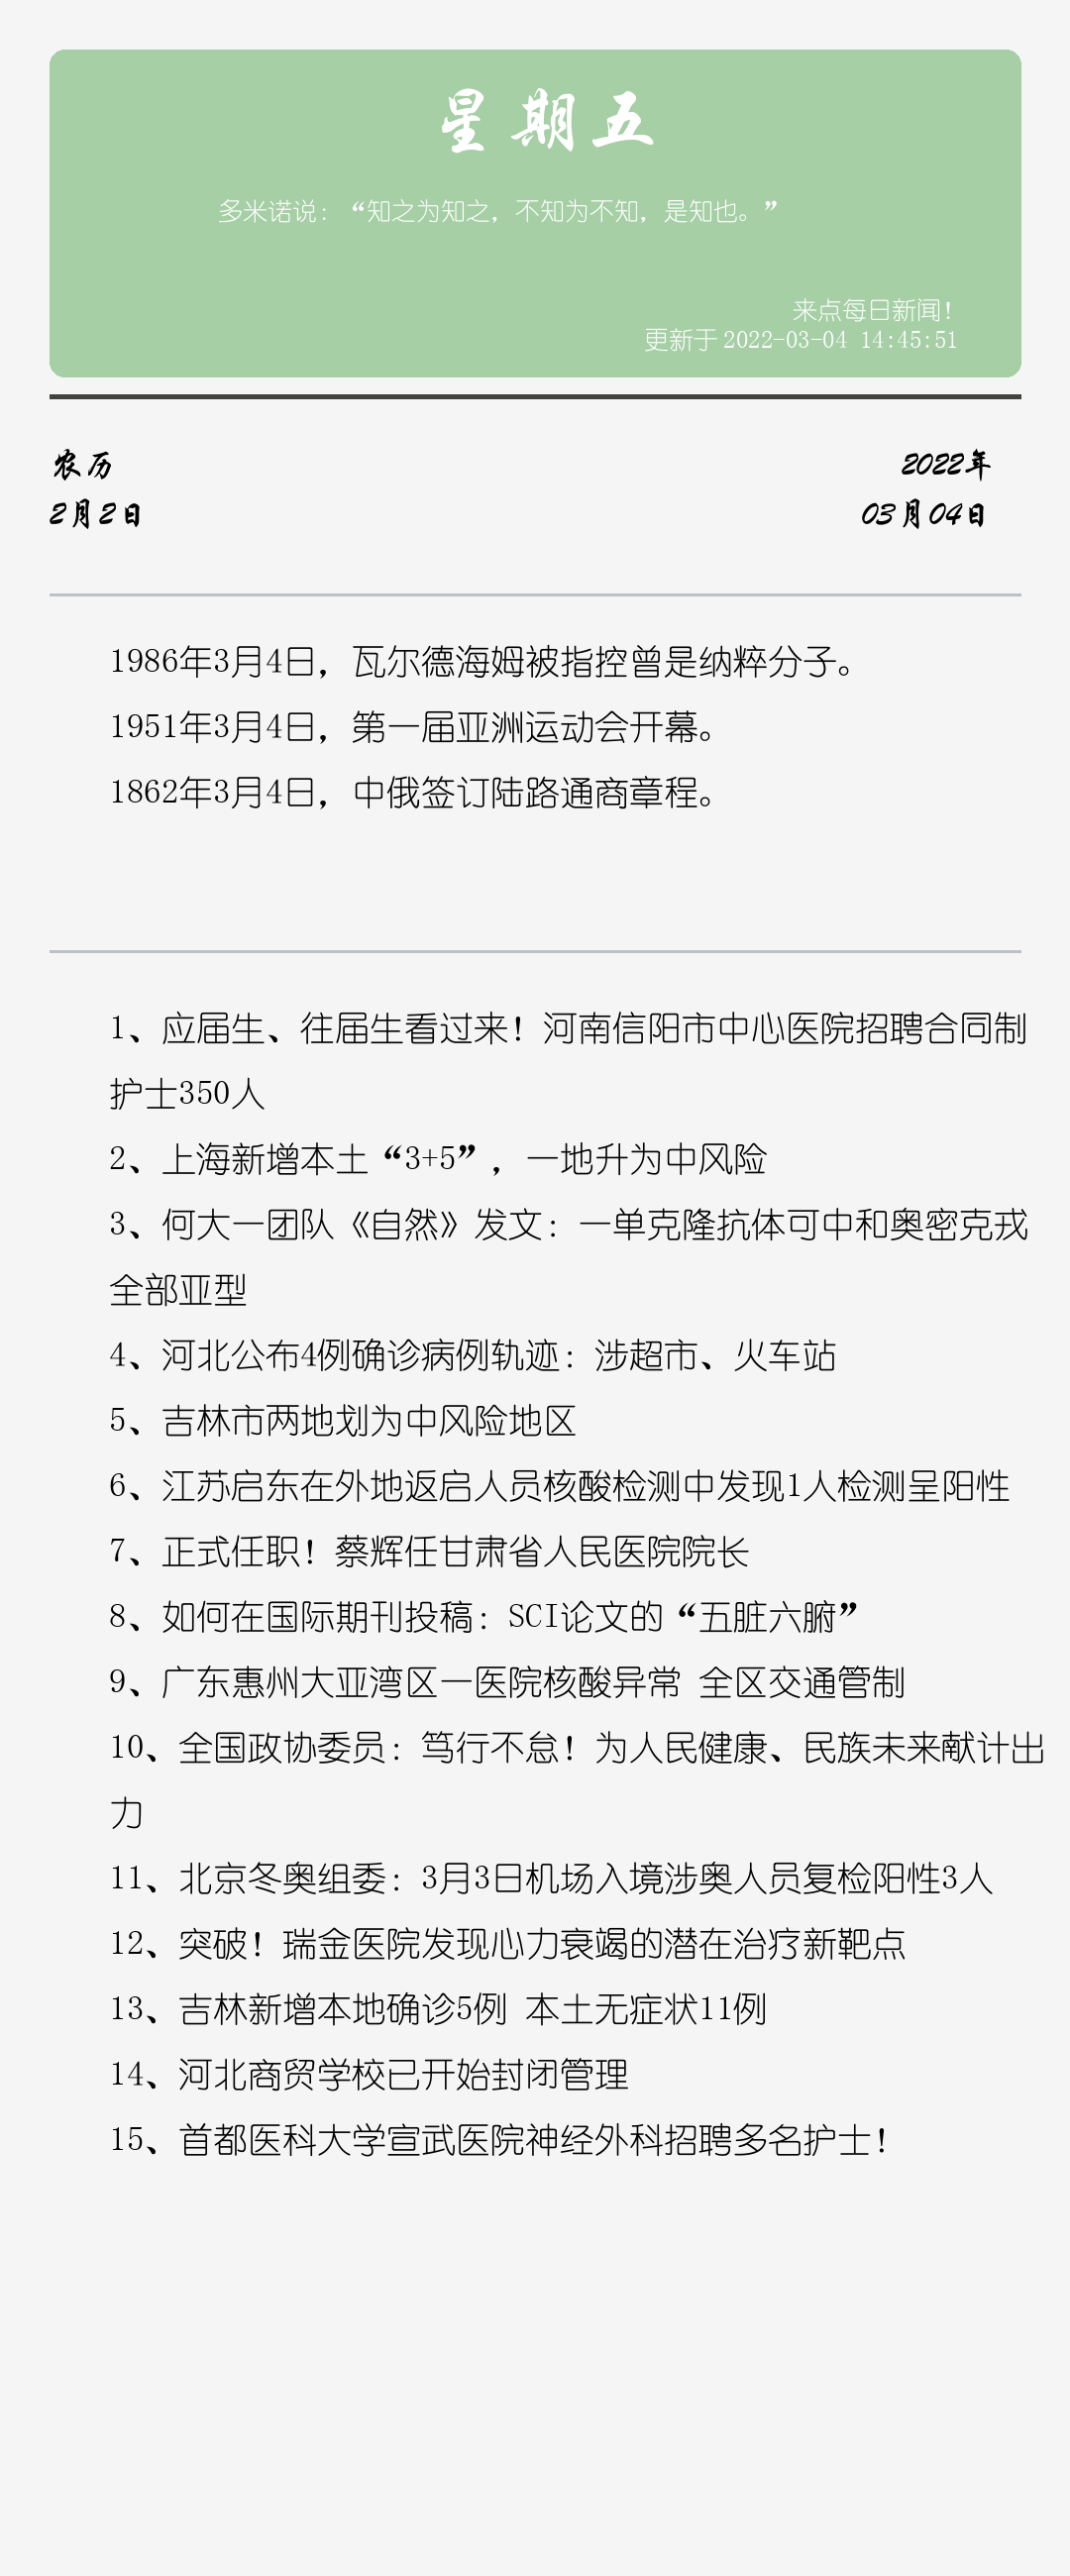 星期五
多米诺说：“知之为知之，不知为不知，是知也。”
来点每日新闻！
更新于 2022-03-04 14:45:51
农历
2022年
2月2日
03月04日
1986年3月4日，瓦尔德海姆被指控曾是纳粹分子。
1951年3月4日，第一届亚洲运动会开幕。
1862年3月4日，中俄签订陆路通商章程。
1、应届生、往届生看过来！河南信阳市中心医院招聘合同制
护士350人
2、上海新增本土“3+5”，一地升为中风险
3、何大一团队《自然》发文：一单克隆抗体可中和奥密克戎
全部亚型
4、河北公布4例确诊病例轨迹：涉超市、火车站
5、吉林市两地划为中风险地区
6、江苏启东在外地返启人员核酸检测中发现1人检测呈阳性
7、正式任职！蔡辉任甘肃省人民医院院长
8、如何在国际期刊投稿：SCI论文的“五脏六腑”
9、广东惠州大亚湾区一医院核酸异常 全区交通管制
10、全国政协委员：笃行不怠！为人民健康、民族未来献计出
力
11、北京冬奥组委：3月3日机场入境涉奥人员复检阳性3人
12、突破！瑞金医院发现心力衰竭的潜在治疗新靶点
13、吉林新增本地确诊5例 本土无症状11例
14、河北商贸学校已开始封闭管理
15、首都医科大学宣武医院神经外科招聘多名护士！